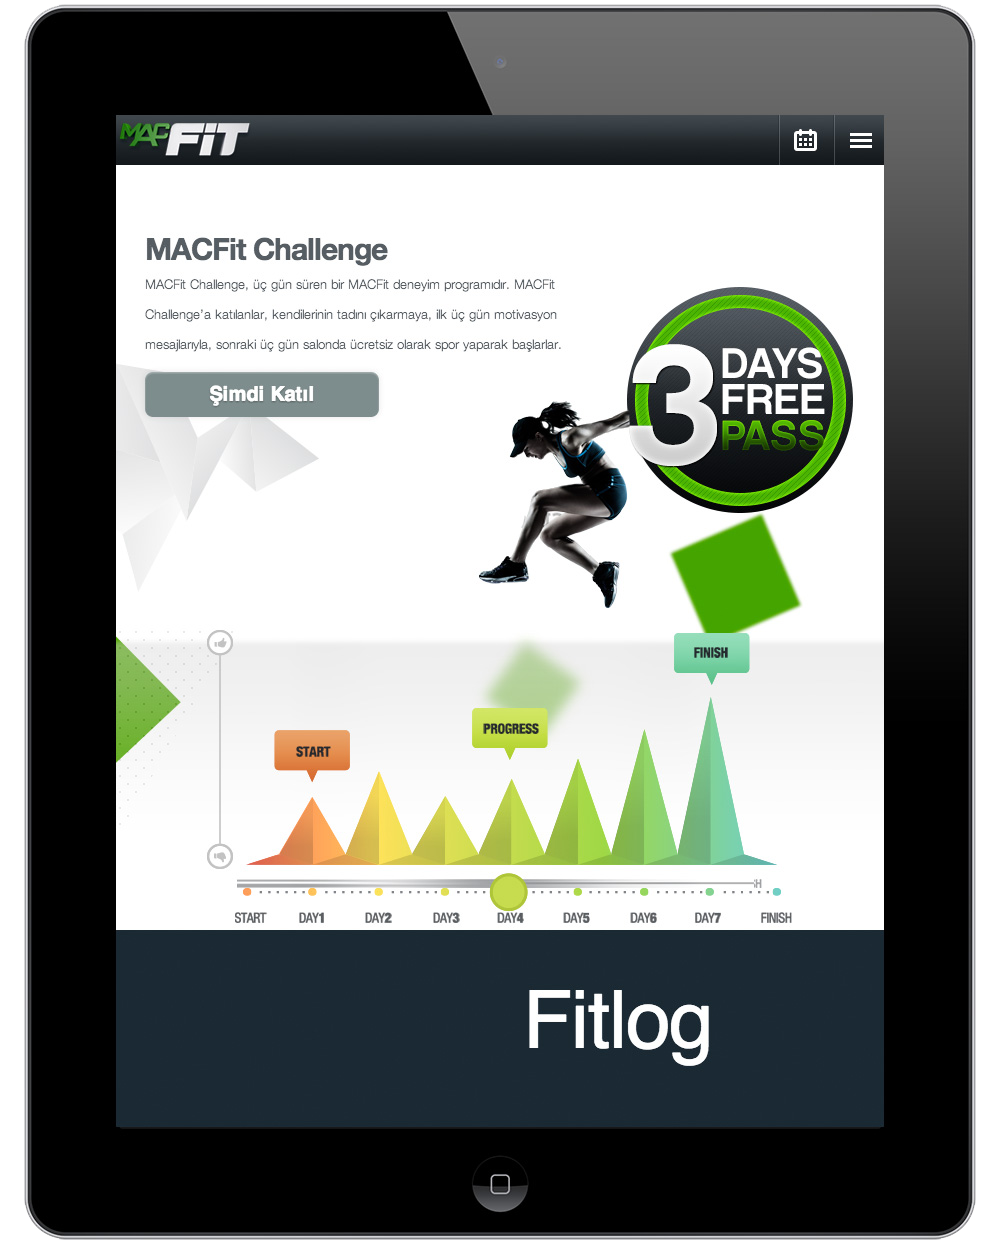 MACFiT
MACFit Challenge
MACFit Challenge, üç gün süren bir MACFit deneyim programıdır. MACFit
Challenge'a katılanlar, kendilerinin tadını çıkarmaya, ilk üç gün motivasyon
mesajlarıyla, sonraki üç gün salonda ücretsiz olarak spor yaparak başlarlar.
Şimdi Katıl
3 DAYS
FREE
PASS
FINISH
PROGRESS
START
START DAY1 DAY2 DAY3 DAY4 DAY5 DAY6 DAY7 FINISH
Fitlog